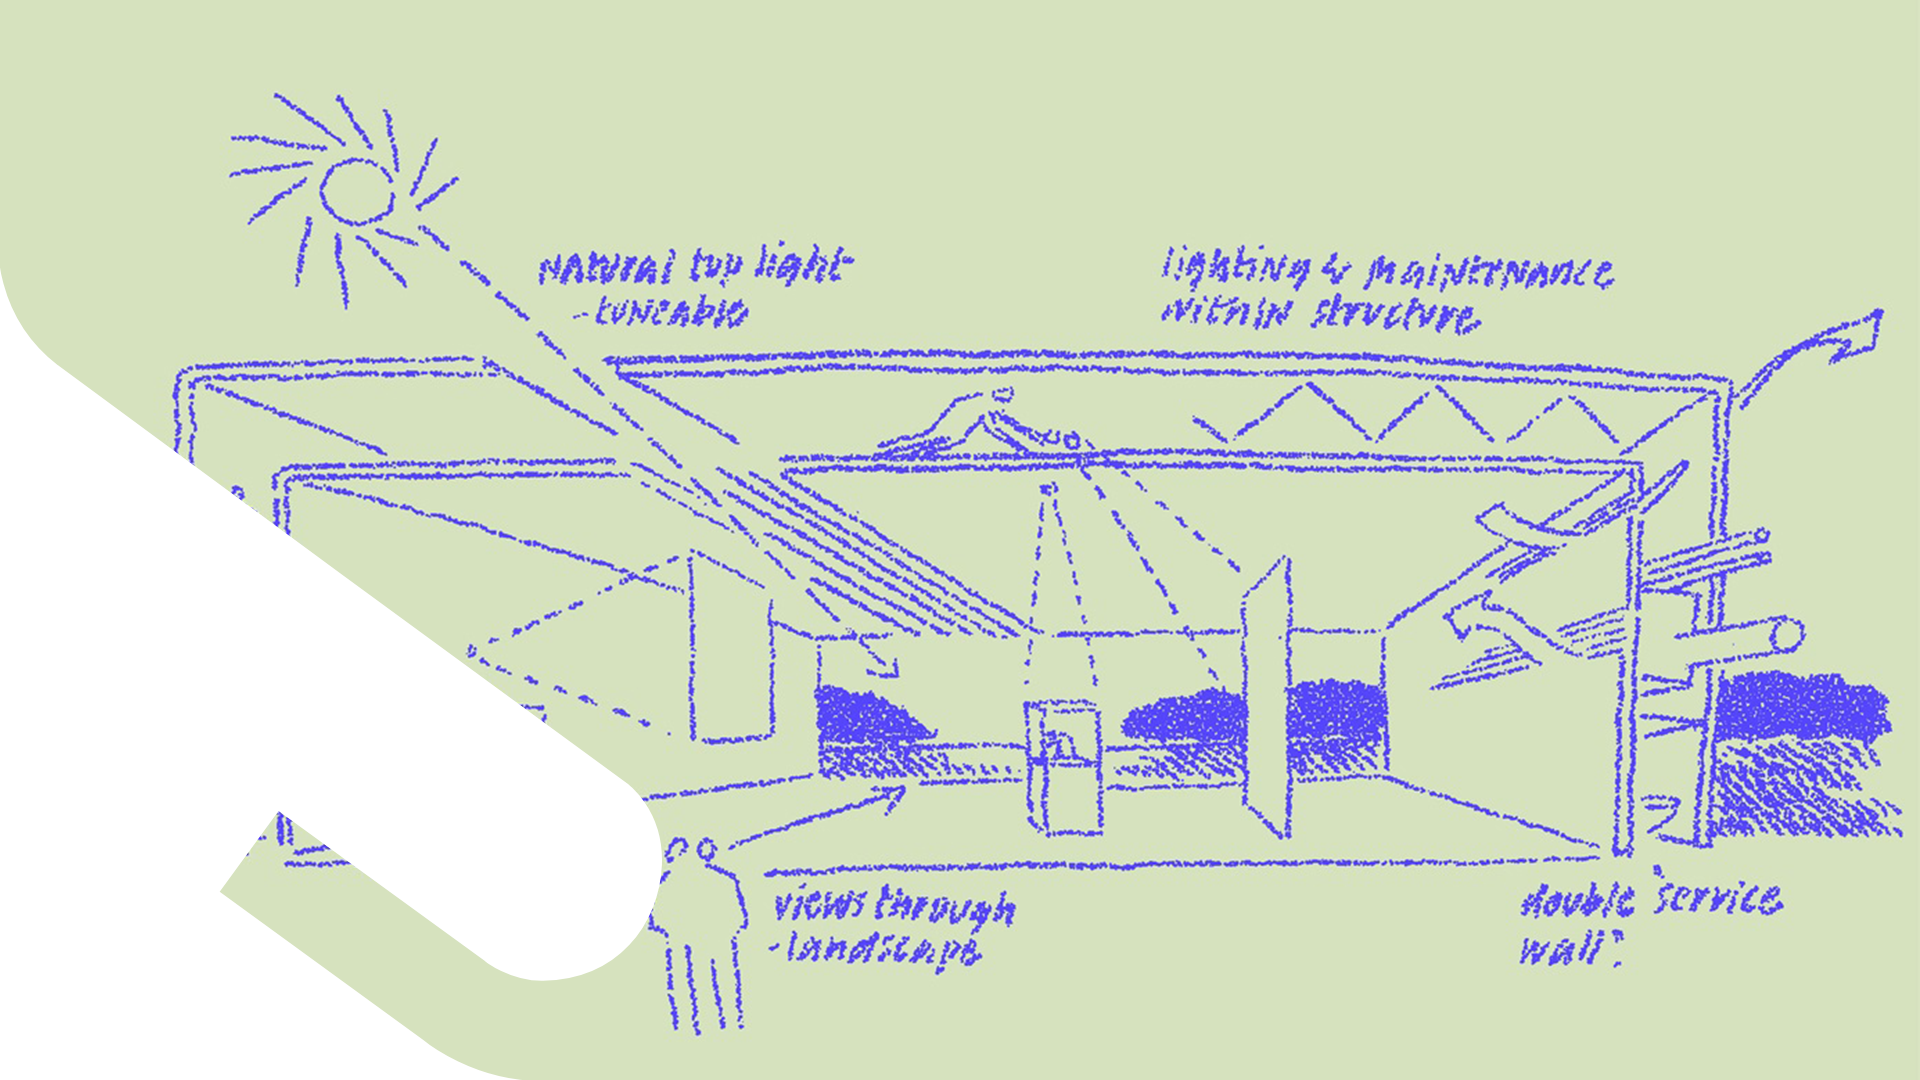 natural top light
- tuneable
lighting & maintenance
within structure
views through
- landscape
double service
wall?